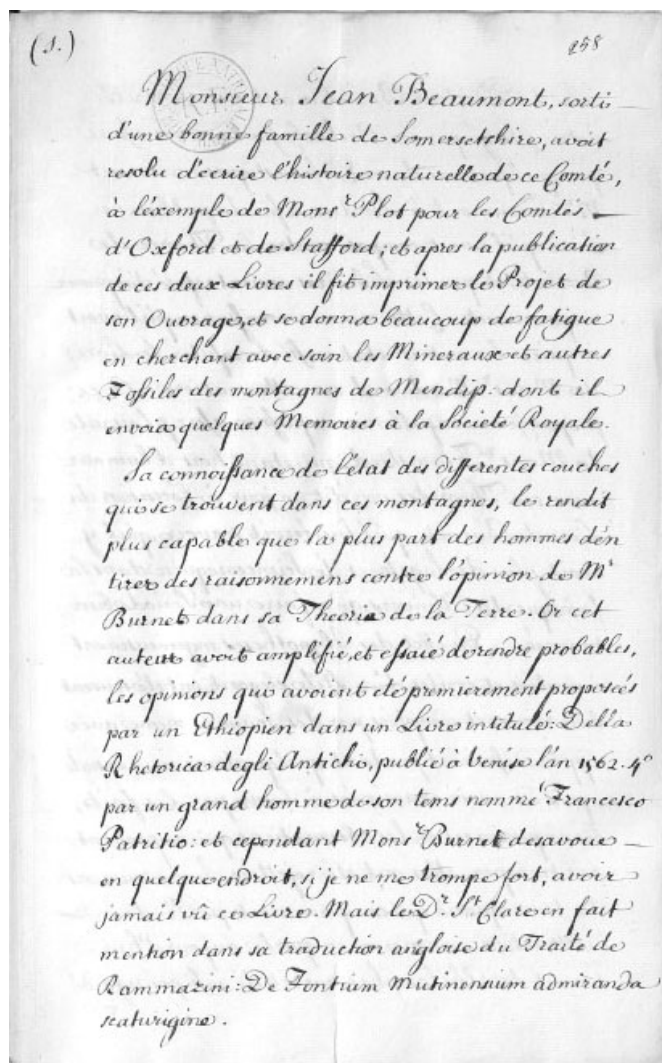 (1.)
258
Monsieur Jean Beaumont, sorti
d'une bonne famille de Somersetshire, avoit
resolu d'ecrire l'histoire naturelle de ce Comté,
à l'éxemple de Mons.r Plot pour les Comtés
d'Oxford et de Stafford; et apres la publication
de ces deux Livres il fit imprimer le Projet de
son Ouvrage, et se donna beaucoup de fatigue
en cherchant avec soin les Mineraux et autres
Fossiles des montagnes de Mendip: dont il
envoia quelques Memoires à la Societé Royale.
Sa connoissance de l'état des differentes couches
qui se trouvent dans ces montagnes, le rendit
plus capable que la plus part des hommes d'én
tirer des raisonnemens contre l'opinion de Mr
Burnet dans sa Theorie de la Terre. Or cet
auteur avoit amplifié, et essaié de rendre probables,
les opinions qui avoient eté premierement proposeés
par un Ethiopien dans un Livre intitulé: Della
Rhetorica degli Antichi, publié à Venise l'an 1562. 4.o
par un grand homme de son tems nommé Francesco
Patritio: et cependant Mons.r Burnet desavoue
en quelque endroit, si je ne me trompe fort, avoir
jamais vû ce Livre. Mais le D.r S.t Clare en fait
mention dans sa traduction angloise du Traité de
Rammazini: De Fontium Mutinensium admiranda
scaturigine.